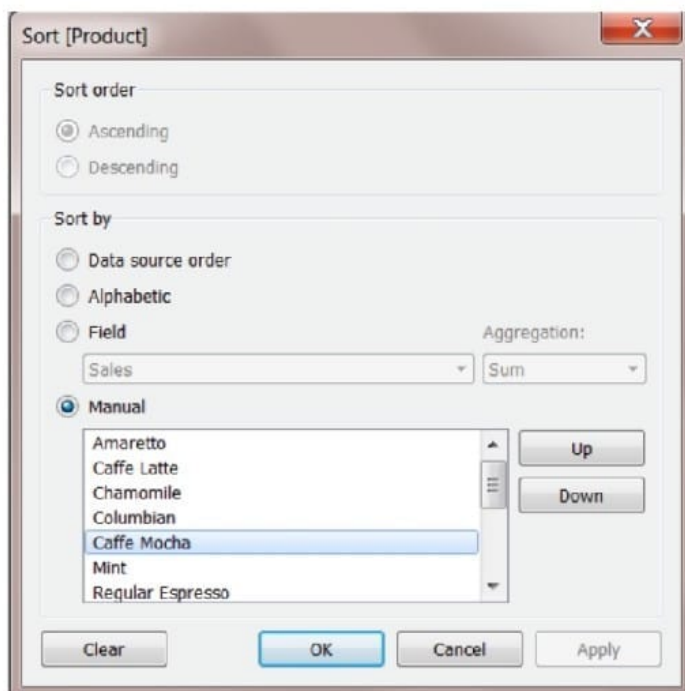 Sort [Product]
Sort order
Ascending
Descending
Sort by
Data source order
Alphabetic
Field
Aggregation:
Sales
Sum
Manual
Amaretto
Caffe Latte
Chamomile
Columbian
Caffe Mocha
Mint
Regular Espresso
Up
Down
Clear
OK
Cancel
Apply